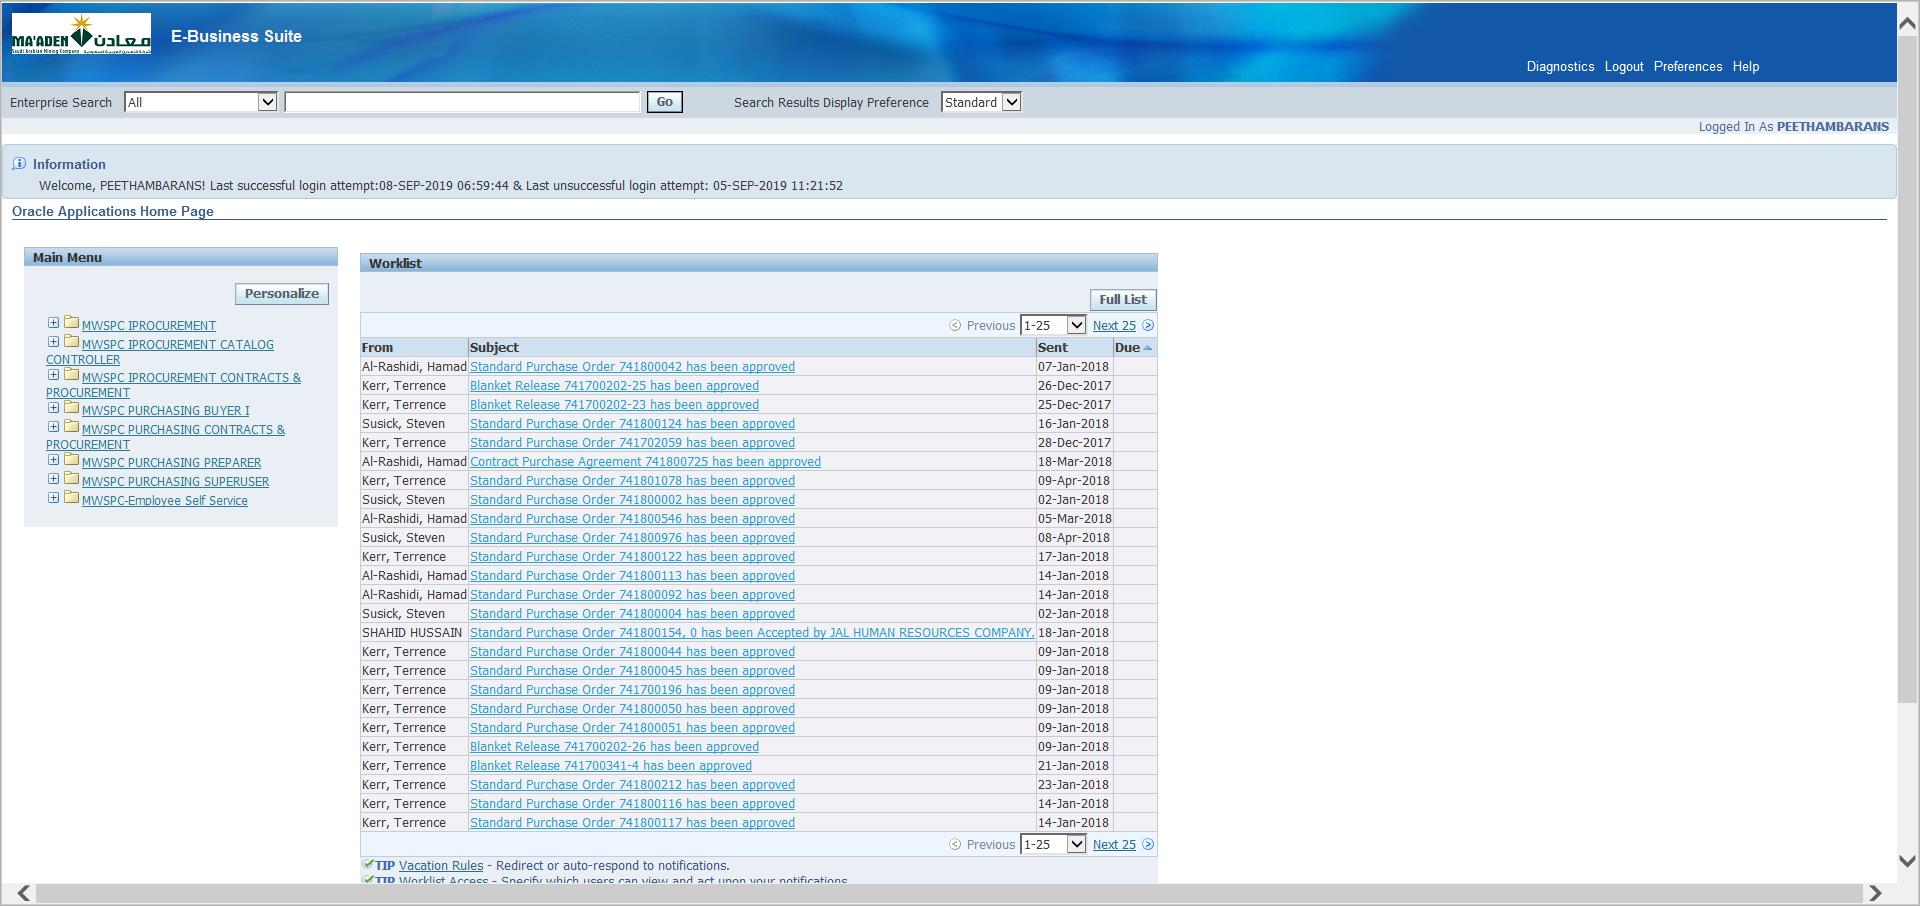 MA'ADEN معادن
Saudi Arabian Mining Company
E-Business Suite
Diagnostics Logout Preferences Help
Enterprise Search All Go Search Results Display Preference Standard
Logged In As PEETHAMBARANS
Information
Welcome, PEETHAMBARANS! Last successful login attempt:08-SEP-2019 06:59:44 & Last unsuccessful login attempt: 05-SEP-2019 11:21:52
Oracle Applications Home Page
Main Menu
Personalize
MWSPC IPROCUREMENT
MWSPC IPROCUREMENT CATALOG
CONTROLLER
MWSPC IPROCUREMENT CONTRACTS &
PROCUREMENT
MWSPC PURCHASING BUYER I
MWSPC PURCHASING CONTRACTS &
PROCUREMENT
MWSPC PURCHASING PREPARER
MWSPC PURCHASING SUPERUSER
MWSPC-Employee Self Service
Worklist
Full List
Previous 1-25 Next 25
From Subject Sent Due
Al-Rashidi, Hamad Standard Purchase Order 741800042 has been approved 07-Jan-2018
Kerr, Terrence Blanket Release 741700202-25 has been approved 26-Dec-2017
Kerr, Terrence Blanket Release 741700202-23 has been approved 25-Dec-2017
Susick, Steven Standard Purchase Order 741800124 has been approved 16-Jan-2018
Kerr, Terrence Standard Purchase Order 741702059 has been approved 28-Dec-2017
Al-Rashidi, Hamad Contract Purchase Agreement 741800725 has been approved 18-Mar-2018
Kerr, Terrence Standard Purchase Order 741801078 has been approved 09-Apr-2018
Susick, Steven Standard Purchase Order 741800002 has been approved 02-Jan-2018
Al-Rashidi, Hamad Standard Purchase Order 741800546 has been approved 05-Mar-2018
Susick, Steven Standard Purchase Order 741800976 has been approved 08-Apr-2018
Kerr, Terrence Standard Purchase Order 741800122 has been approved 17-Jan-2018
Al-Rashidi, Hamad Standard Purchase Order 741800113 has been approved 14-Jan-2018
Al-Rashidi, Hamad Standard Purchase Order 741800092 has been approved 14-Jan-2018
Susick, Steven Standard Purchase Order 741800004 has been approved 02-Jan-2018
SHAHID HUSSAIN Standard Purchase Order 741800154, 0 has been Accepted by JAL HUMAN RESOURCES COMPANY. 18-Jan-2018
Kerr, Terrence Standard Purchase Order 741800044 has been approved 09-Jan-2018
Kerr, Terrence Standard Purchase Order 741800045 has been approved 09-Jan-2018
Kerr, Terrence Standard Purchase Order 741700196 has been approved 09-Jan-2018
Kerr, Terrence Standard Purchase Order 741800050 has been approved 09-Jan-2018
Kerr, Terrence Standard Purchase Order 741800051 has been approved 09-Jan-2018
Kerr, Terrence Blanket Release 741700202-26 has been approved 09-Jan-2018
Kerr, Terrence Blanket Release 741700341-4 has been approved 21-Jan-2018
Kerr, Terrence Standard Purchase Order 741800212 has been approved 23-Jan-2018
Kerr, Terrence Standard Purchase Order 741800116 has been approved 14-Jan-2018
Kerr, Terrence Standard Purchase Order 741800117 has been approved 14-Jan-2018
Previous 1-25 Next 25
TIP Vacation Rules - Redirect or auto-respond to notifications.
TIP Worklist Access - Specify which users can view and act upon your notifications.